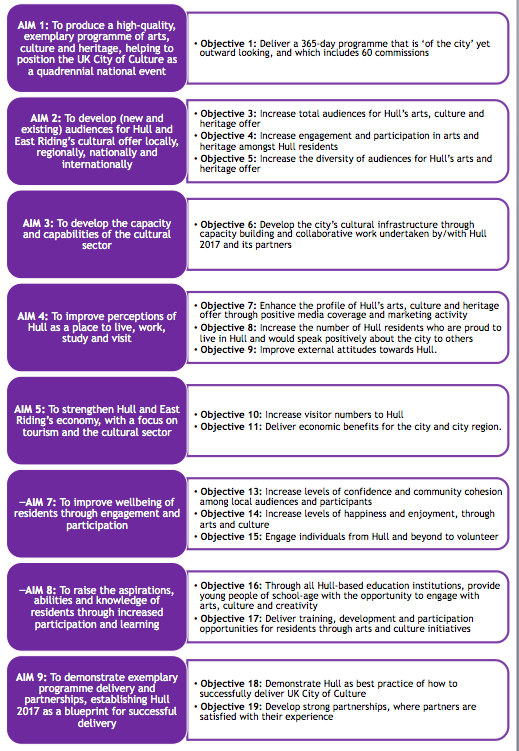 AIM 1: To produce a high-quality,
exemplary programme of arts,
culture and heritage, helping to
position the UK City of Culture as
a quadrennial national event
• Objective 1: Deliver a 365-day programme that is ‘of the city’ yet
outward looking, and which includes 60 commissions
AIM 2: To develop (new and
existing) audiences for Hull and
East Riding’s cultural offer locally,
regionally, nationally and
internationally
• Objective 3: Increase total audiences for Hull’s arts, culture and
heritage offer
• Objective 4: Increase engagement and participation in arts and
heritage amongst Hull residents
• Objective 5: Increase the diversity of audiences for Hull’s arts and
heritage offer
AIM 3: To develop the capacity
and capabilities of the cultural
sector
• Objective 6: Develop the city’s cultural infrastructure through
capacity building and collaborative work undertaken by/with Hull
2017 and its partners
AIM 4: To improve perceptions of
Hull as a place to live, work,
study and visit
• Objective 7: Enhance the profile of Hull’s arts, culture and heritage
offer through positive media coverage and marketing activity
• Objective 8: Increase the number of Hull residents who are proud to
live in Hull and would speak positively about the city to others
• Objective 9: Improve external attitudes towards Hull.
AIM 5: To strengthen Hull and East
Riding’s economy, with a focus on
tourism and the cultural sector
• Objective 10: Increase visitor numbers to Hull
• Objective 11: Deliver economic benefits for the city and city region.
—AIM 7: To improve wellbeing of
residents through engagement and
participation
• Objective 13: Increase levels of confidence and community cohesion
among local audiences and participants
• Objective 14: Increase levels of happiness and enjoyment, through
arts and culture
• Objective 15: Engage individuals from Hull and beyond to volunteer
—AIM 8: To raise the aspirations,
abilities and knowledge of
residents through increased
participation and learning
• Objective 16: Through all Hull-based education institutions, provide
young people of school-age with the opportunity to engage with
arts, culture and creativity
• Objective 17: Deliver training, development and participation
opportunities for residents through arts and culture initiatives
AIM 9: To demonstrate exemplary
programme delivery and
partnerships, establishing Hull
2017 as a blueprint for successful
delivery
• Objective 18: Demonstrate Hull as best practice of how to
successfully deliver UK City of Culture
• Objective 19: Develop strong partnerships, where partners are
satisfied with their experience